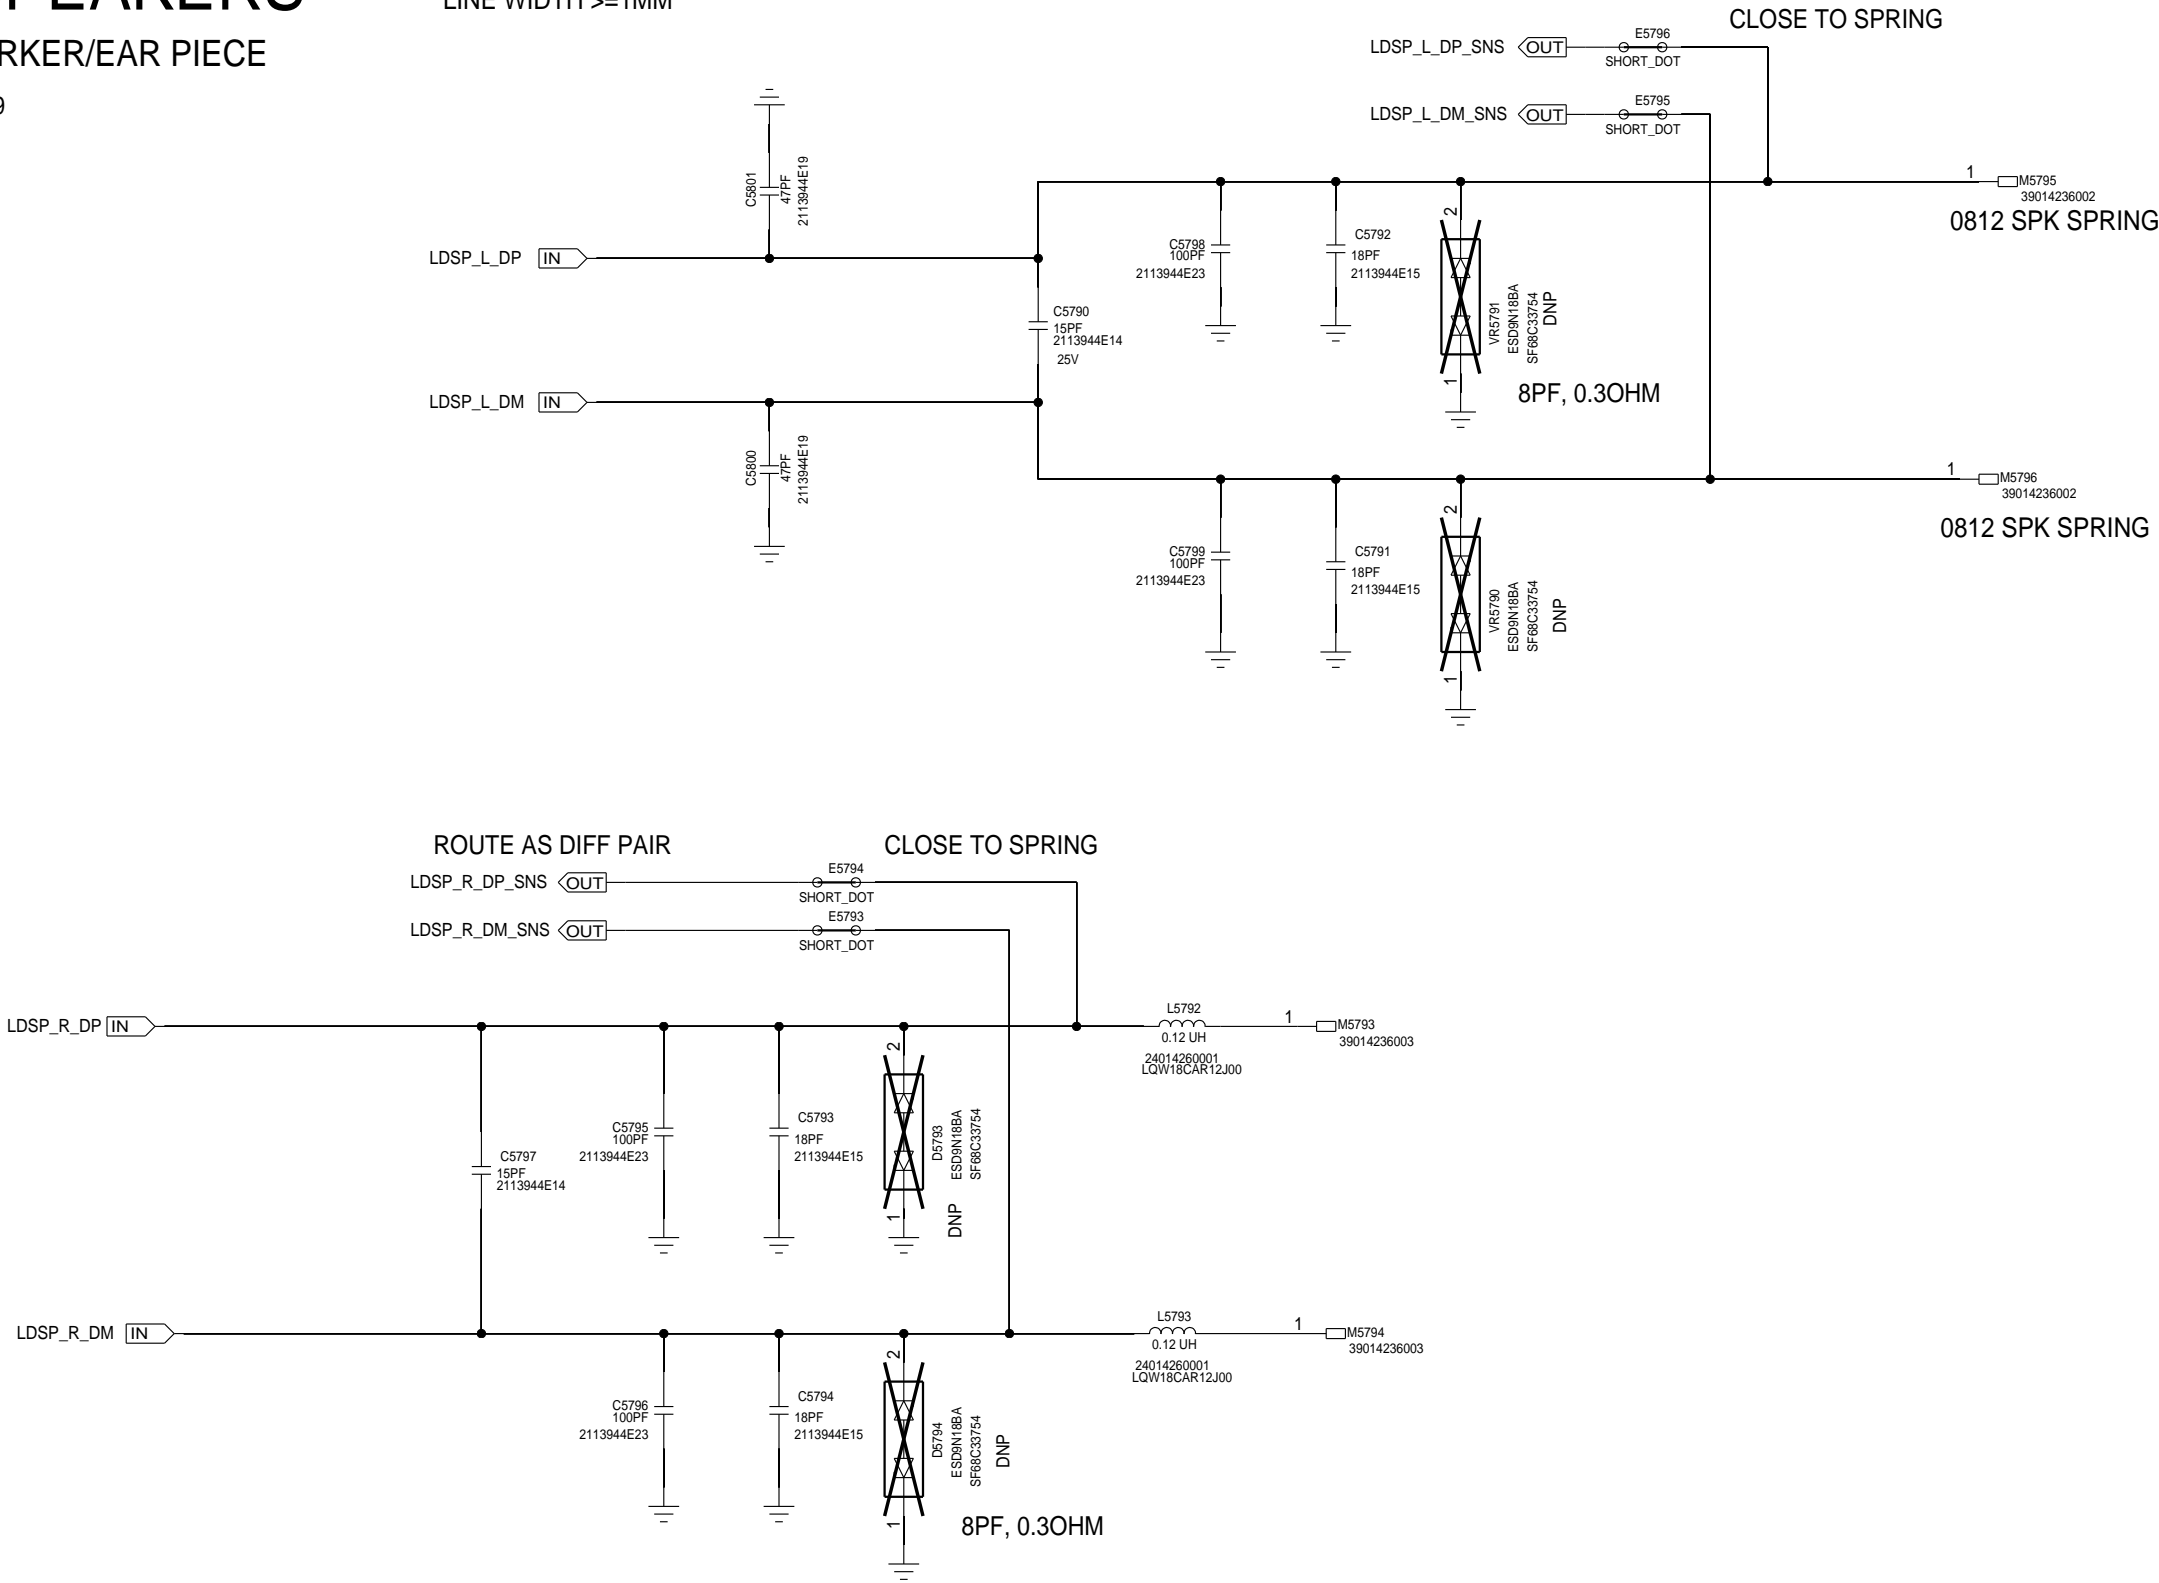 LINE WIDTH >=1MM
RKER/EAR PIECE
9
CLOSE TO SPRING
LDSP_L_DP_SNS OUT
E5796
SHORT_DOT
LDSP_L_DM_SNS OUT
E5795
SHORT_DOT
C5801
47PF
2113944E19
LDSP_L_DP IN
C5790
15PF
2113944E14
25V
LDSP_L_DM IN
C5800
47PF
2113944E19
C5798
100PF
2113944E23
C5792
18PF
2113944E15
2
1
VR5791
ESD9N18BA
SF68C33754
DNP
8PF, 0.3OHM
1
M5795
39014236002
0812 SPK SPRING
C5799
100PF
2113944E23
C5791
18PF
2113944E15
2
1
VR5790
ESD9N18BA
SF68C33754
DNP
1
M5796
39014236002
0812 SPK SPRING
ROUTE AS DIFF PAIR
CLOSE TO SPRING
LDSP_R_DP_SNS OUT
E5794
SHORT_DOT
LDSP_R_DM_SNS OUT
E5793
SHORT_DOT
LDSP_R_DP IN
C5797
15PF
2113944E14
C5795
100PF
2113944E23
C5793
18PF
2113944E15
2
1
D5793
ESD9N18BA
SF68C33754
DNP
L5792
0.12 UH
24014260001
LQW18CAR12J00
1
M5793
39014236003
LDSP_R_DM IN
C5796
100PF
2113944E23
C5794
18PF
2113944E15
2
1
D5794
ESD9N18BA
SF68C33754
DNP
8PF, 0.3OHM
L5793
0.12 UH
24014260001
LQW18CAR12J00
1
M5794
39014236003